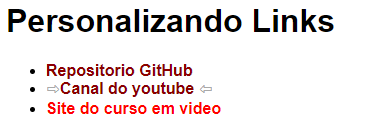 Personalizando Links
• Repositorio GitHub
• ⇨Canal do youtube ⇦
• Site do curso em video